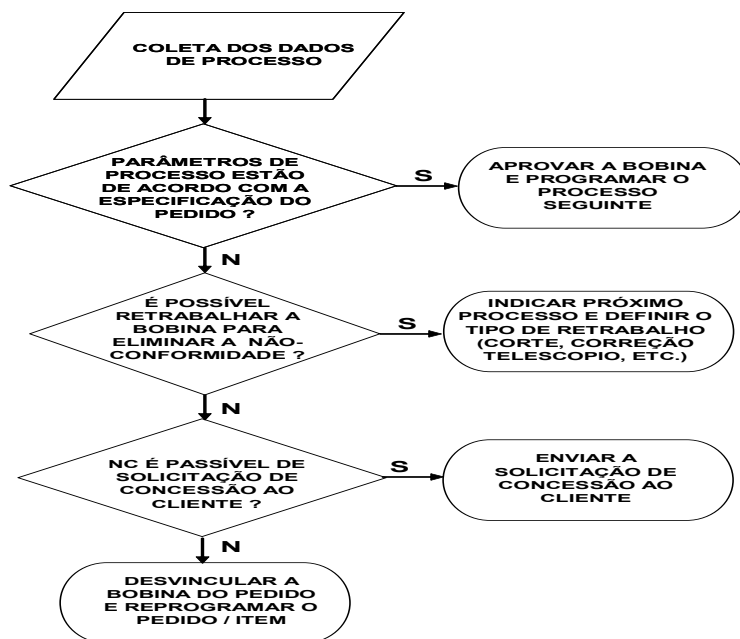 COLETA DOS DADOS
DE PROCESSO
PARÂMETROS DE
PROCESSO ESTÃO
DE ACORDO COM A
ESPECIFICAÇÃO DO
PEDIDO ?
S
APROVAR A BOBINA
E PROGRAMAR O
PROCESSO
SEGUINTE
N
É POSSÍVEL
RETRABALHAR A
BOBINA PARA
ELIMINAR A NÃO-
CONFORMIDADE ?
S
INDICAR PRÓXIMO
PROCESSO E DEFINIR O
TIPO DE RETRABALHO
(CORTE, CORREÇÃO
TELESCOPIO, ETC.)
N
NC É PASSÍVEL DE
SOLICITAÇÃO DE
CONCESSÃO AO
CLIENTE ?
S
ENVIAR A
SOLICITAÇÃO DE
CONCESSÃO AO
CLIENTE
N
DESVINCULAR A
BOBINA DO PEDIDO
E REPROGRAMAR O
PEDIDO / ITEM